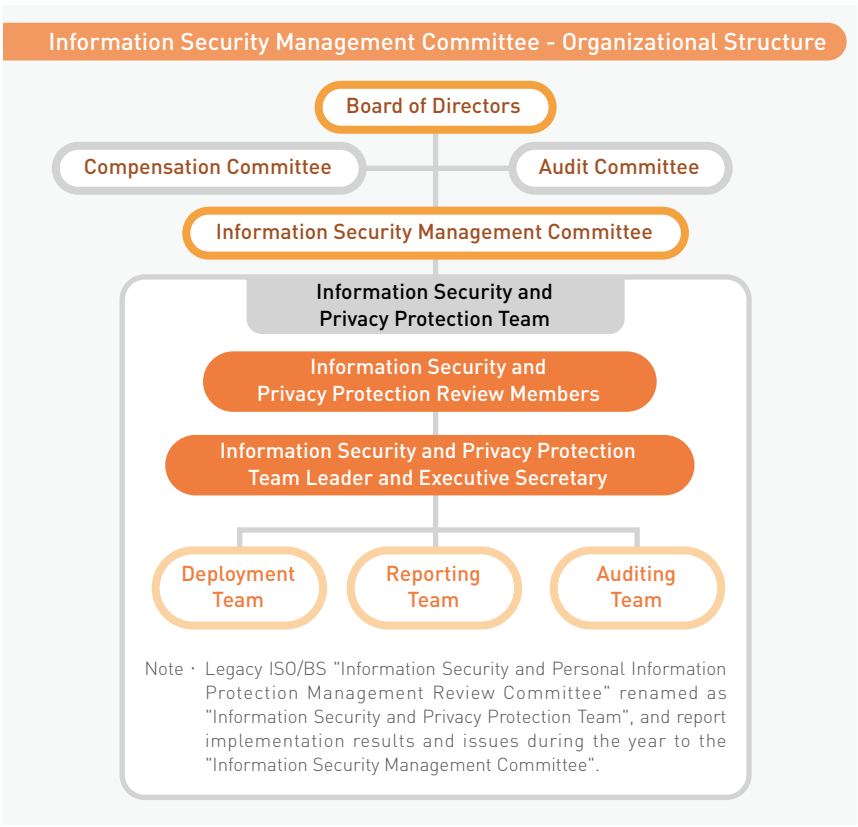 Information Security Management Committee - Organizational Structure
Board of Directors
Compensation Committee
Audit Committee
Information Security Management Committee
Information Security and
Privacy Protection Team
Information Security and
Privacy Protection Review Members
Information Security and Privacy Protection
Team Leader and Executive Secretary
Deployment
Team
Reporting
Team
Auditing
Team
Note・Legacy ISO/BS "Information Security and Personal Information
Protection Management Review Committee" renamed as
"Information Security and Privacy Protection Team", and report
implementation results and issues during the year to the
"Information Security Management Committee".